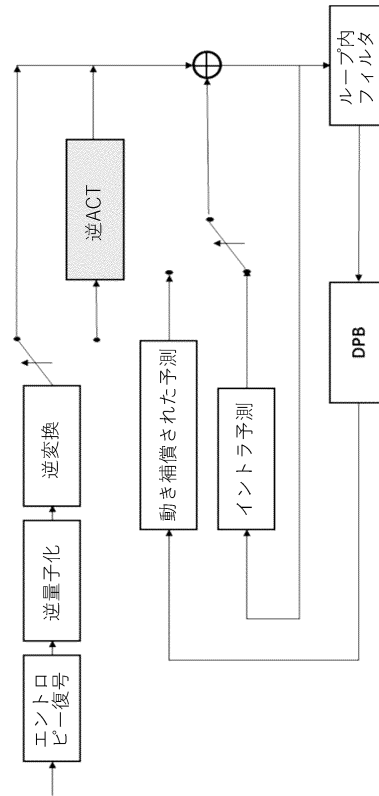 エントロ
ピー復号
逆量子化
逆変換
逆ACT
動き補償された予測
イントラ予測
ループ内
フィルタ
DPB